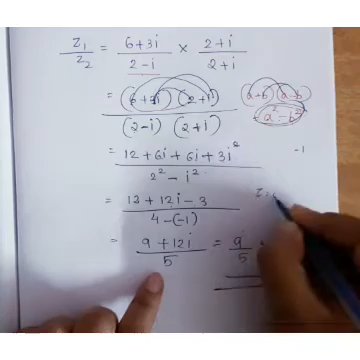 z₁/z₂ = (6+3i)/(2-i) × (2+i)/(2+i)
= (6+3i)(2+i)/(2-i)(2+i) (a+b)(a-b) a²-b²
= (12+6i+6i+3i²)/(2²-i²) -1
= (12+12i-3)/(4-(-1))
= (9+12i)/5 = 9/5